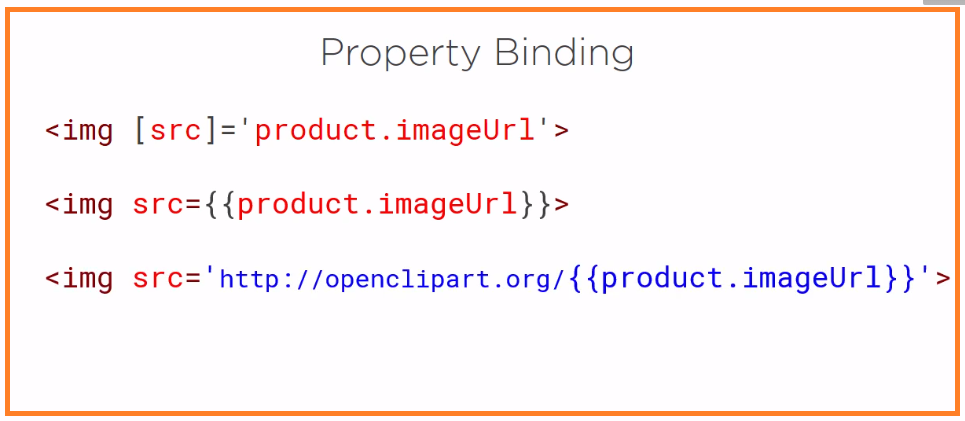 Property Binding
<img [src]='product.imageUrl'>
<img src={{product.imageUrl}}>
<img src='http://openclipart.org/{{product.imageUrl}}'>